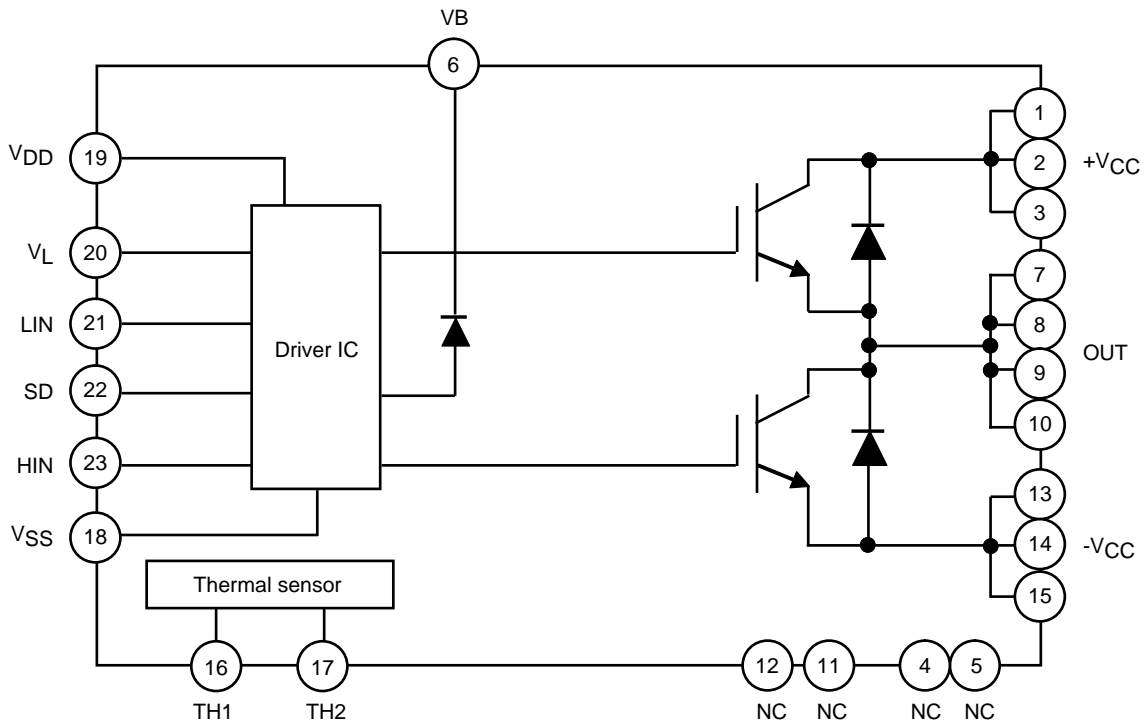 VB
6
1
VDD
19
2
+VCC
3
VL
20
7
LIN
21
8
Driver IC
OUT
SD
22
9
10
HIN
23
13
VSS
18
14
-VCC
Thermal sensor
15
16
17
12
11
4
5
TH1
TH2
NC
NC
NC
NC